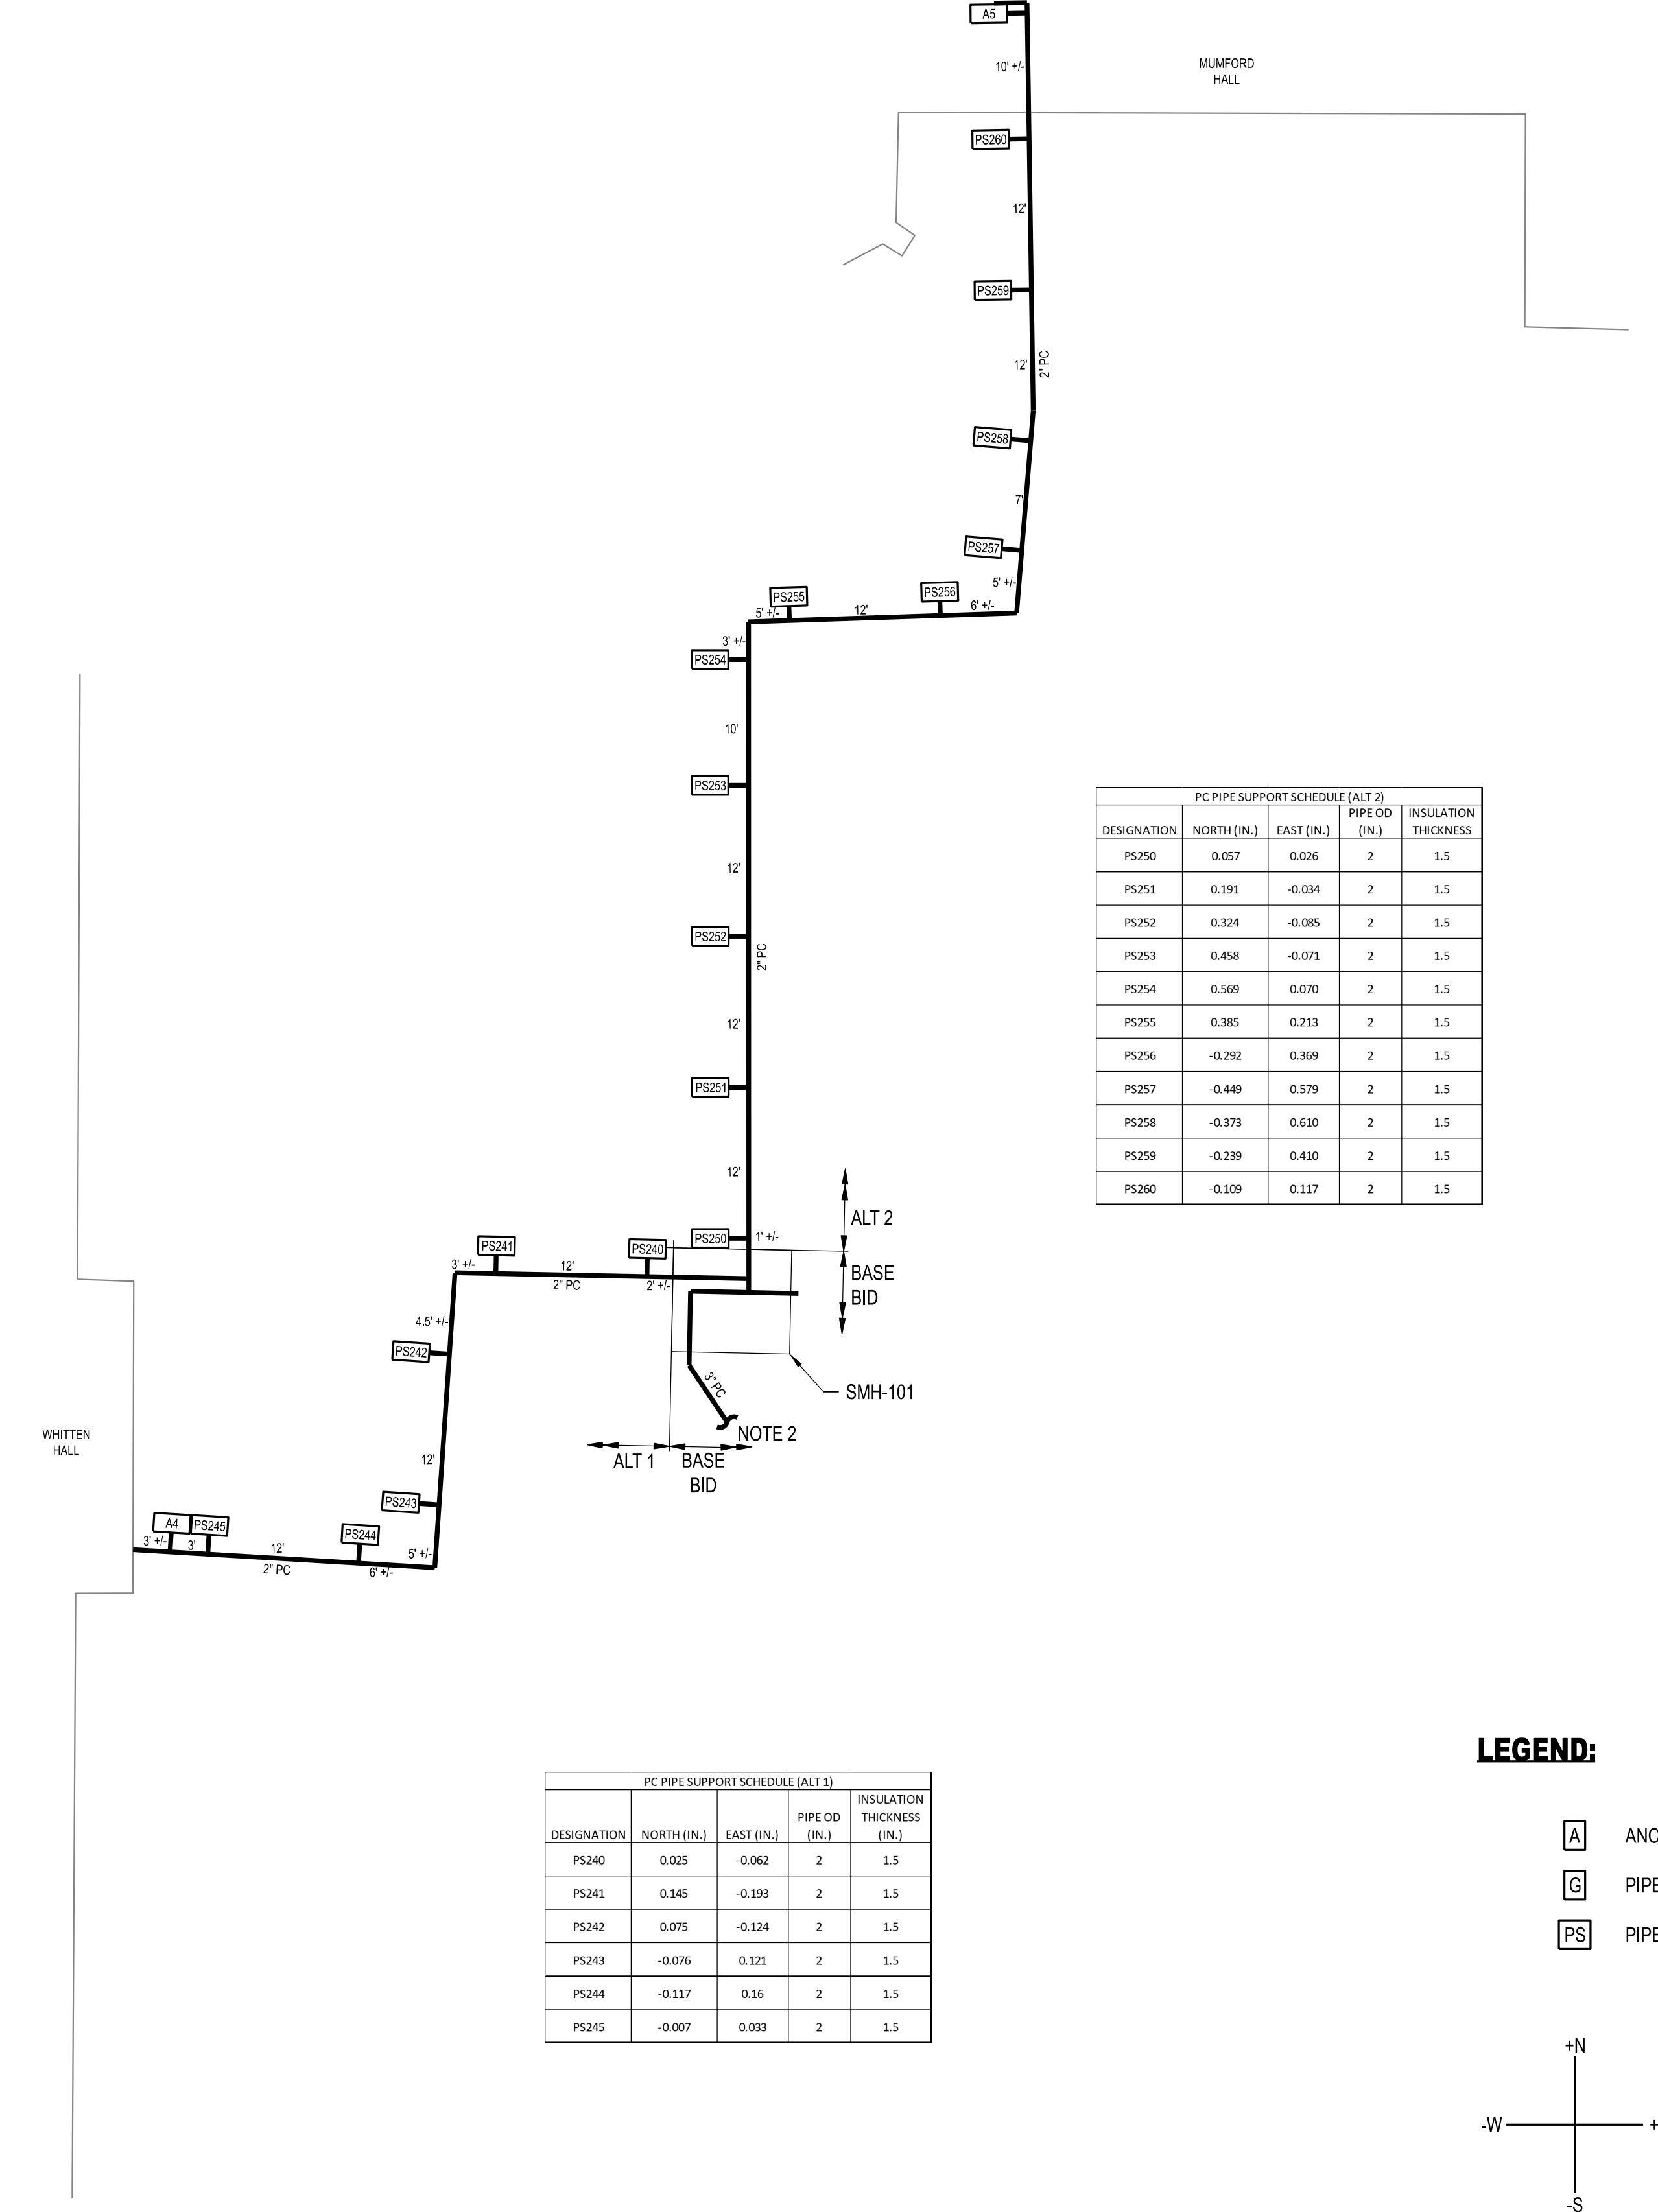 A5
10' +/-
MUMFORD
HALL
PS260
12'
PS259
12'
2" PC
PS258
7'
PS257
5' +/-
PS255
PS256
5' +/-
12'
6' +/-
3' +/-
PS254
10'
PS253
12'
PS252
2" PC
12'
PS251
12'
PS250
1' +/-
ALT 2
BASE
BID
PS241
PS240
3' +/-
12'
2" PC
2' +/-
4.5' +/-
PS242
3" PC
SMH-101
NOTE 2
ALT 1
BASE
BID
WHITTEN
HALL
12'
PS243
A4
PS245
PS244
3' +/-
3'
12'
2" PC
6' +/-
5' +/-
PC PIPE SUPPORT SCHEDULE (ALT 2)
DESIGNATION NORTH (IN.) EAST (IN.) PIPE OD (IN.) INSULATION THICKNESS
PS250 0.057 0.026 2 1.5
PS251 0.191 -0.034 2 1.5
PS252 0.324 -0.085 2 1.5
PS253 0.458 -0.071 2 1.5
PS254 0.569 0.070 2 1.5
PS255 0.385 0.213 2 1.5
PS256 -0.292 0.369 2 1.5
PS257 -0.449 0.579 2 1.5
PS258 -0.373 0.610 2 1.5
PS259 -0.239 0.410 2 1.5
PS260 -0.109 0.117 2 1.5
PC PIPE SUPPORT SCHEDULE (ALT 1)
DESIGNATION NORTH (IN.) EAST (IN.) PIPE OD (IN.) INSULATION THICKNESS (IN.)
PS240 0.025 -0.062 2 1.5
PS241 0.145 -0.193 2 1.5
PS242 0.075 -0.124 2 1.5
PS243 -0.076 0.121 2 1.5
PS244 -0.117 0.16 2 1.5
PS245 -0.007 0.033 2 1.5
LEGEND:
A
G PIPE
PS PIPE
+N
-W +
-S